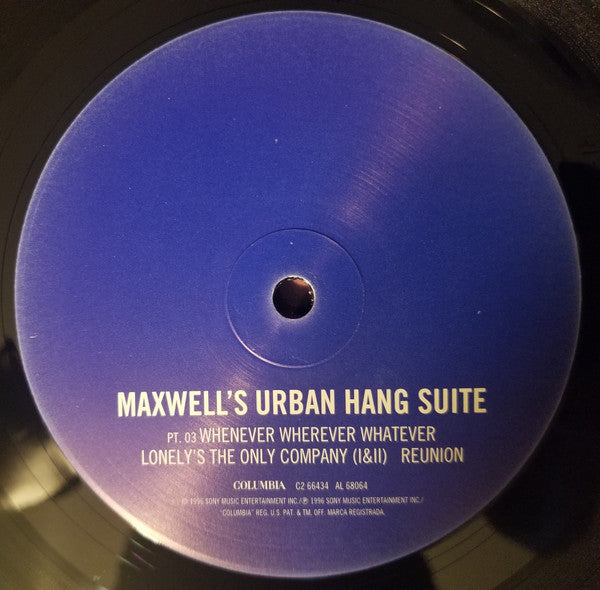 MAXWELL'S URBAN HANG SUITE
PT. 03 WHENEVER WHEREVER WHATEVER
LONELY'S THE ONLY COMPANY (I&II) REUNION
COLUMBIA C2 66434 AL 68064
© 1996 SONY MUSIC ENTERTAINMENT INC./℗ 1996 SONY MUSIC ENTERTAINMENT INC./
"COLUMBIA" REG. U.S PAT. & TM. OFF. MARCA REGISTRADA.